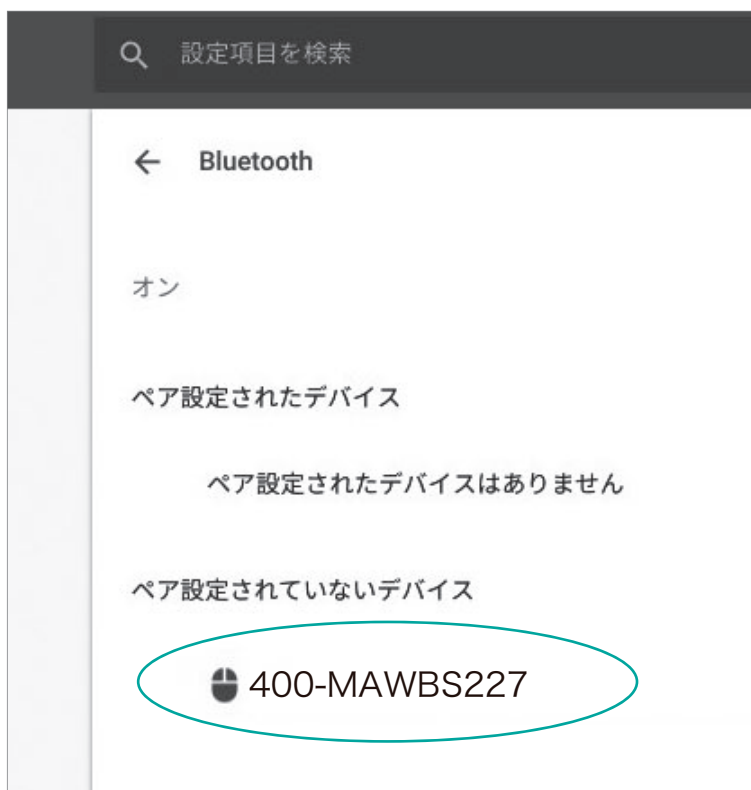 設定項目を検索
Bluetooth
オン
ペア設定されたデバイス
ペア設定されたデバイスはありません
ペア設定されていないデバイス
400-MAWBS227